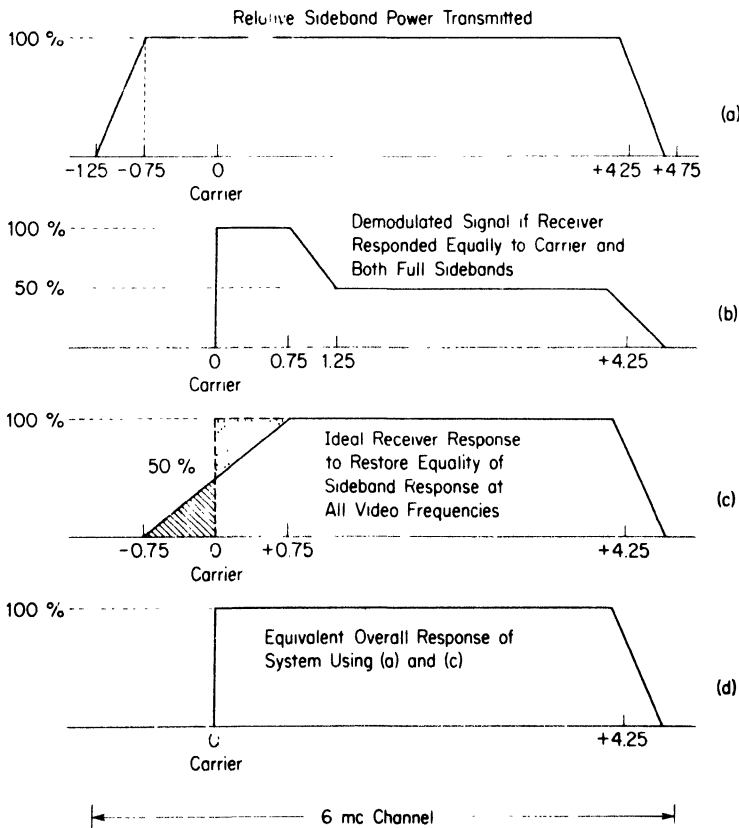 Relative Sideband Power Transmitted
100 %
(a)
-1.25 -0.75 0 +4.25 +4.75
Carrier
100 %
Demodulated Signal if Receiver
Responded Equally to Carrier and
Both Full Sidebands
50 %
(b)
0 0.75 1.25 +4.25
Carrier
100 %
50 %
Ideal Receiver Response
to Restore Equality of
Sideband Response at
All Video Frequencies
(c)
-0.75 0 +0.75 +4.25
Carrier
100 %
Equivalent Overall Response of
System Using (a) and (c)
(d)
0 +4.25
Carrier
6 mc Channel